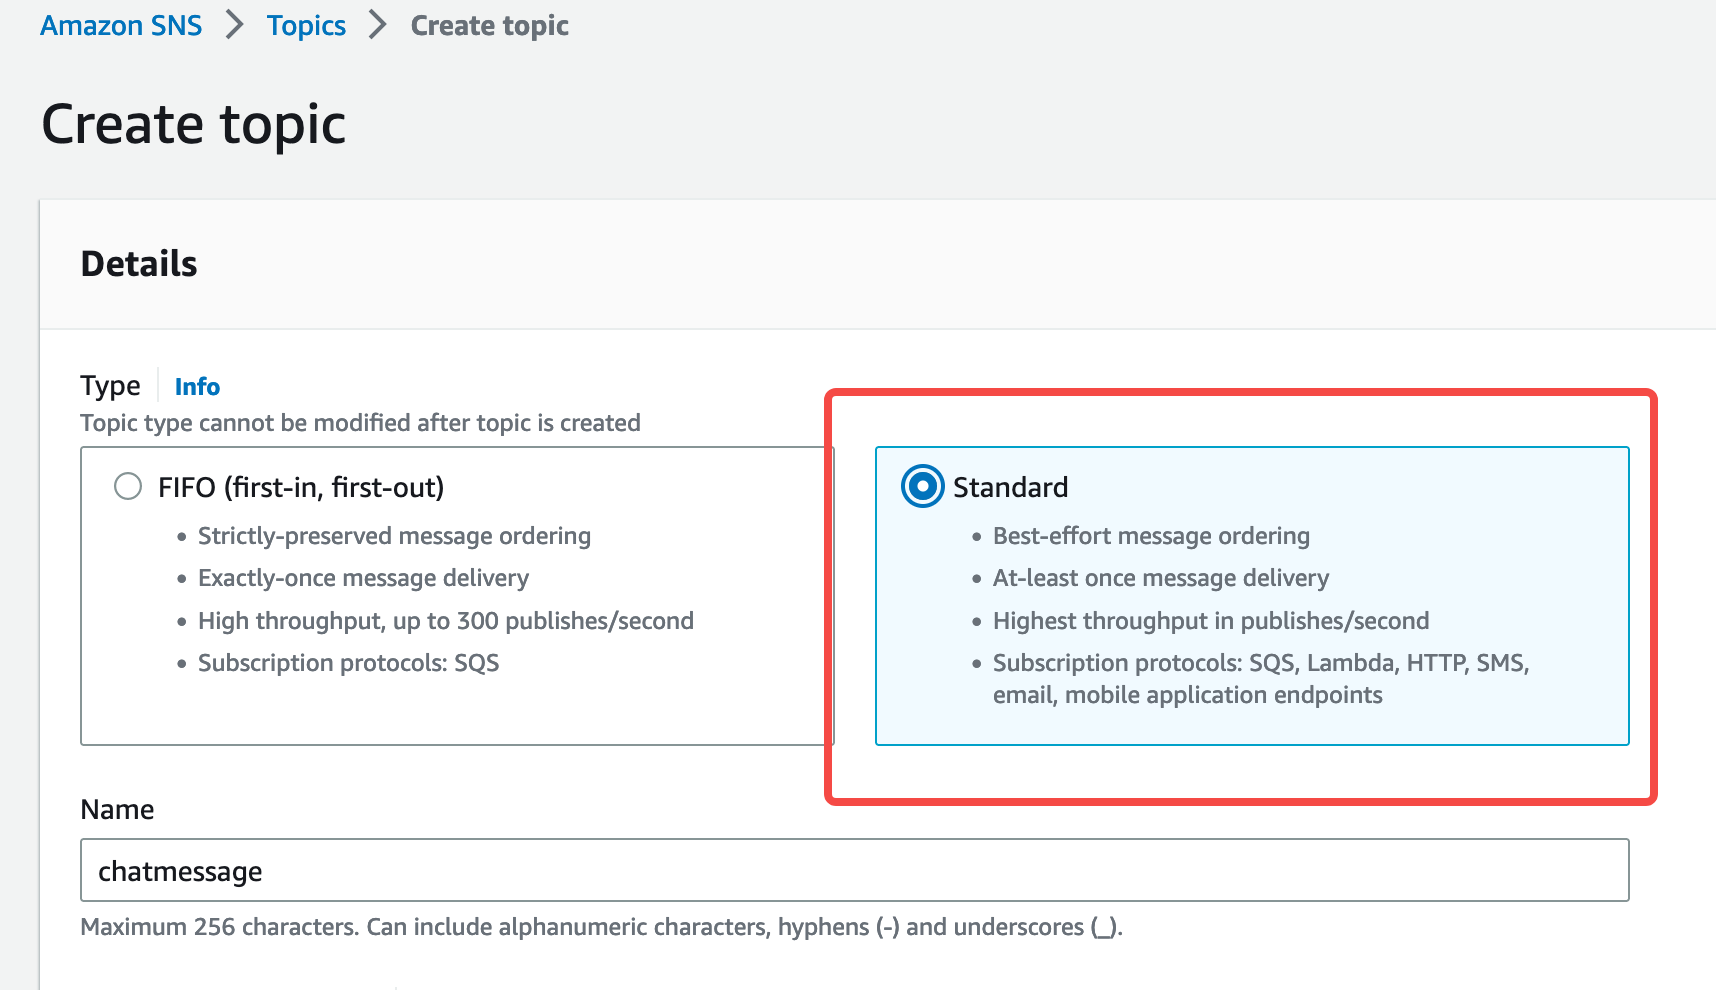 Amazon SNS > Topics > Create topic
Create topic
Details
Type Info
Topic type cannot be modified after topic is created
FIFO (first-in, first-out)
• Strictly-preserved message ordering
• Exactly-once message delivery
• High throughput, up to 300 publishes/second
• Subscription protocols: SQS
Standard
• Best-effort message ordering
• At-least once message delivery
• Highest throughput in publishes/second
• Subscription protocols: SQS, Lambda, HTTP, SMS,
email, mobile application endpoints
Name
chatmessage
Maximum 256 characters. Can include alphanumeric characters, hyphens (-) and underscores (_).